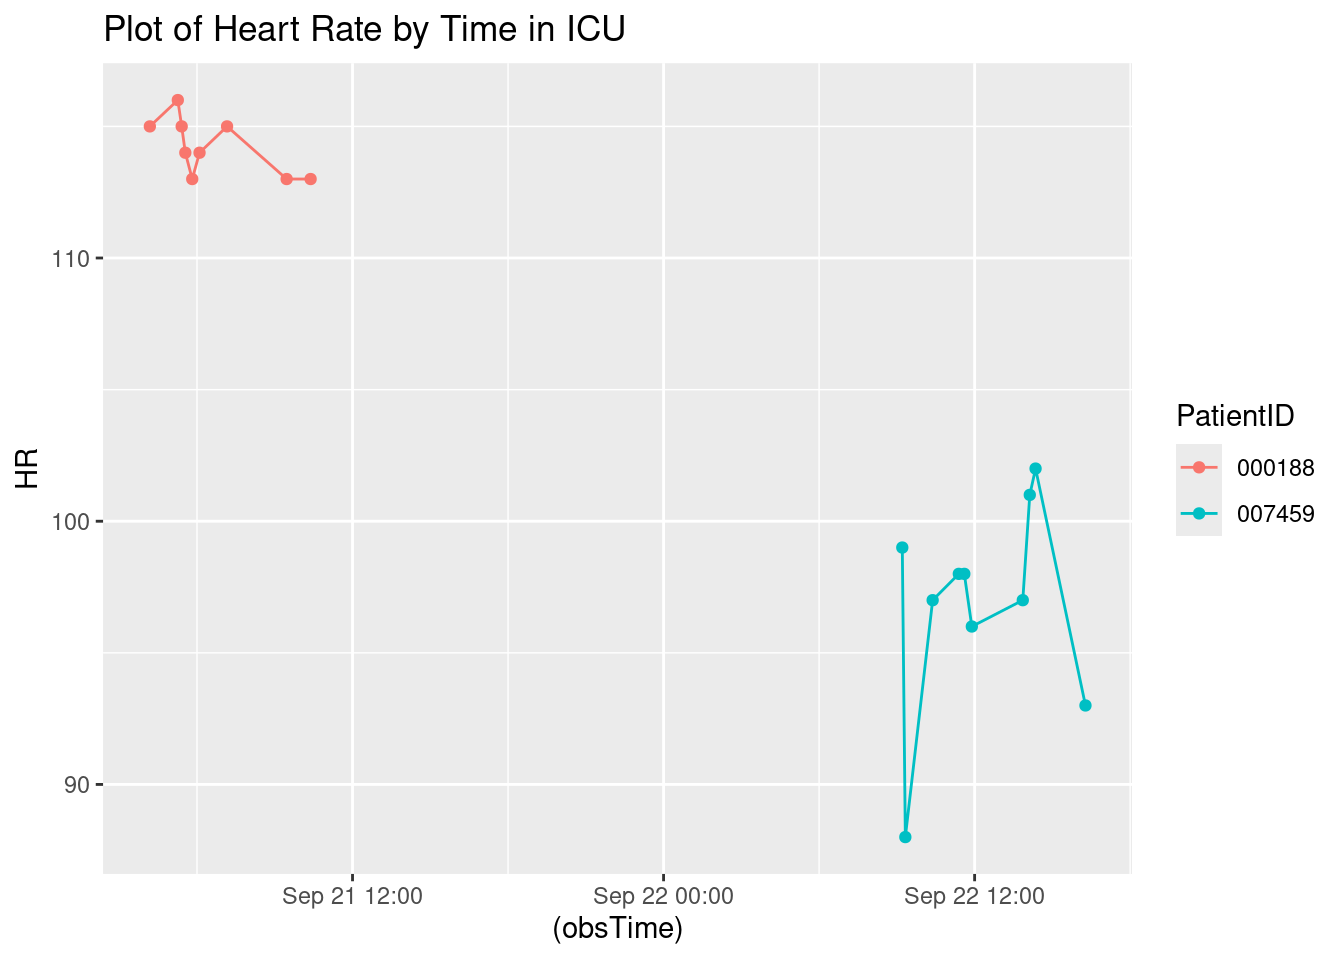 Plot of Heart Rate by Time in ICU
HR
110
100
90
Sep 21 12:00
Sep 22 00:00
Sep 22 12:00
(obsTime)
PatientID
000188
007459